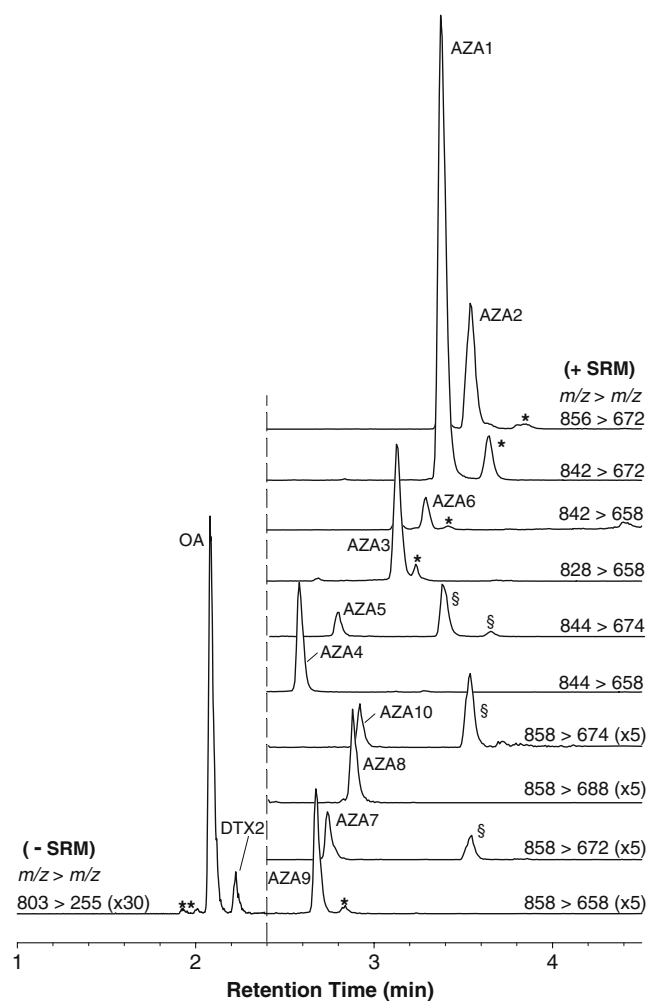 AZA1
AZA2
(+ SRM)
m/z > m/z
* 856 > 672
* 842 > 672
AZA6
* 842 > 658
OA
AZA3
* 828 > 658
AZA5 § § 844 > 674
AZA4
844 > 658
AZA10 § 858 > 674 (x5)
AZA8
858 > 688 (x5)
DTX2
AZA7 § 858 > 672 (x5)
(- SRM)
m/z > m/z
AZA9
803 > 255 (x30) ** * 858 > 658 (x5)
1 2 3 4
Retention Time (min)